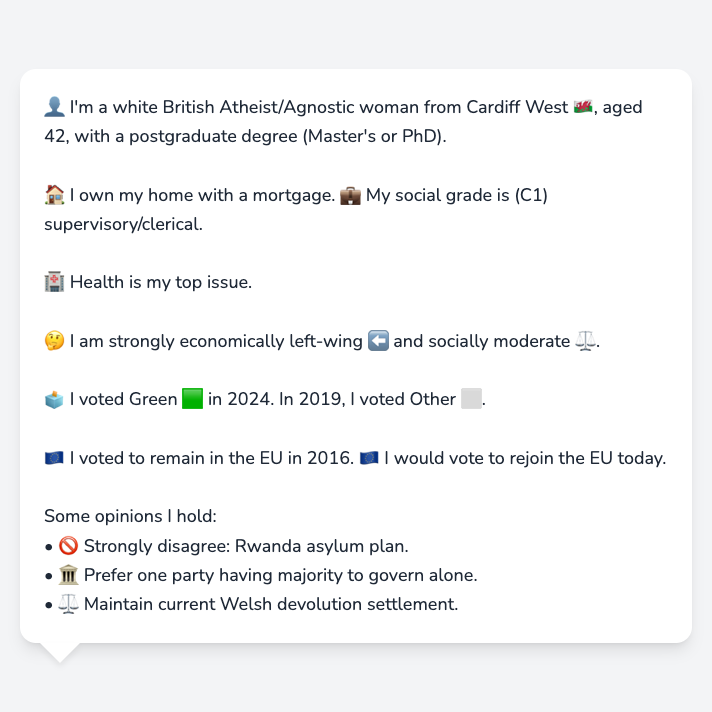 👤 I'm a white British Atheist/Agnostic woman from Cardiff West 🏴󠁧󠁢󠁷󠁬󠁳󠁿, aged
42, with a postgraduate degree (Master's or PhD).
🏠 I own my home with a mortgage. 💼 My social grade is (C1)
supervisory/clerical.
🏥 Health is my top issue.
🤔 I am strongly economically left-wing ⬅️ and socially moderate ⚖️.
🗳️ I voted Green 🟩 in 2024. In 2019, I voted Other ⬜.
🇪🇺 I voted to remain in the EU in 2016. 🇪🇺 I would vote to rejoin the EU today.
Some opinions I hold:
• 🚫 Strongly disagree: Rwanda asylum plan.
• 🏛️ Prefer one party having majority to govern alone.
• ⚖️ Maintain current Welsh devolution settlement.